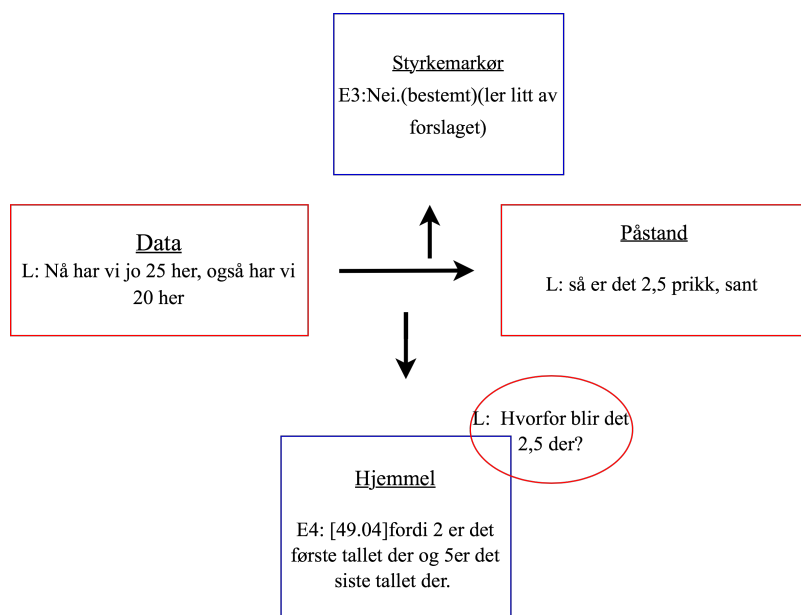 Styrkemarkør
E3:Nei.(bestemt)(ler litt av
forslaget)
Data
L: Nå har vi jo 25 her, også har vi
20 her
Påstand
L: så er det 2,5 prikk, sant
L:  Hvorfor blir det
2,5 der?
Hjemmel
E4: [49.04]fordi 2 er det
første tallet der og 5er det
siste tallet der.